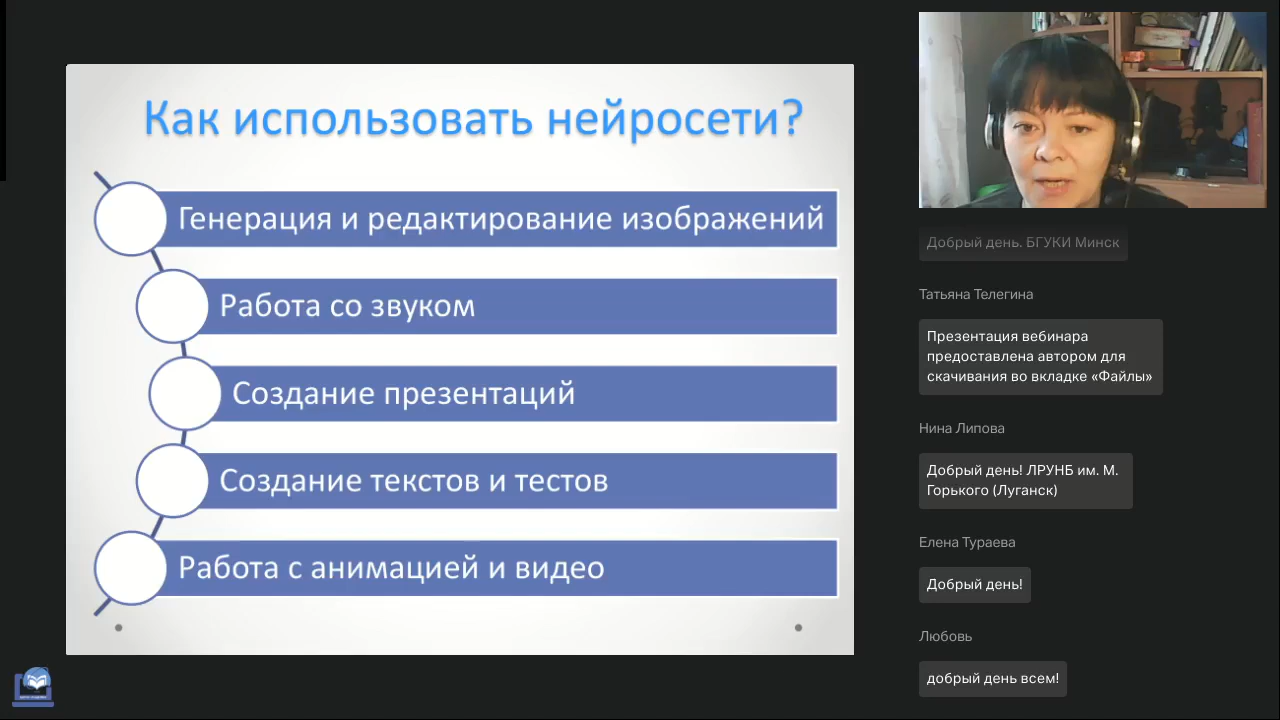 Как использовать нейросети?
Генерация и редактирование изображений
Работа со звуком
Создание презентаций
Создание текстов и тестов
Работа с анимацией и видео
Добрый день. БГУКИ Минск
Татьяна Телегина
Презентация вебинара
предоставлена автором для
скачивания во вкладке «Файлы»
Нина Липова
Добрый день! ЛРУНБ им. М.
Горького (Луганск)
Елена Тураева
Добрый день!
Любовь
добрый день всем!